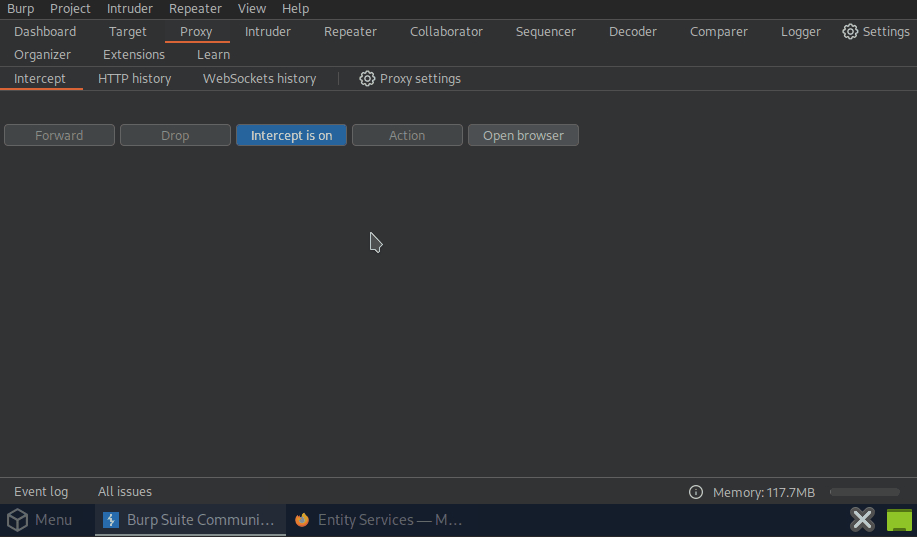 Burp Project Intruder Repeater View Help
Dashboard Target Proxy Intruder Repeater Collaborator Sequencer Decoder Comparer Logger Settings
Organizer Extensions Learn
Intercept HTTP history WebSockets history Proxy settings
Forward Drop Intercept is on Action Open browser
Event log All issues Memory: 117.7MB
Menu Burp Suite Communi... Entity Services — M...